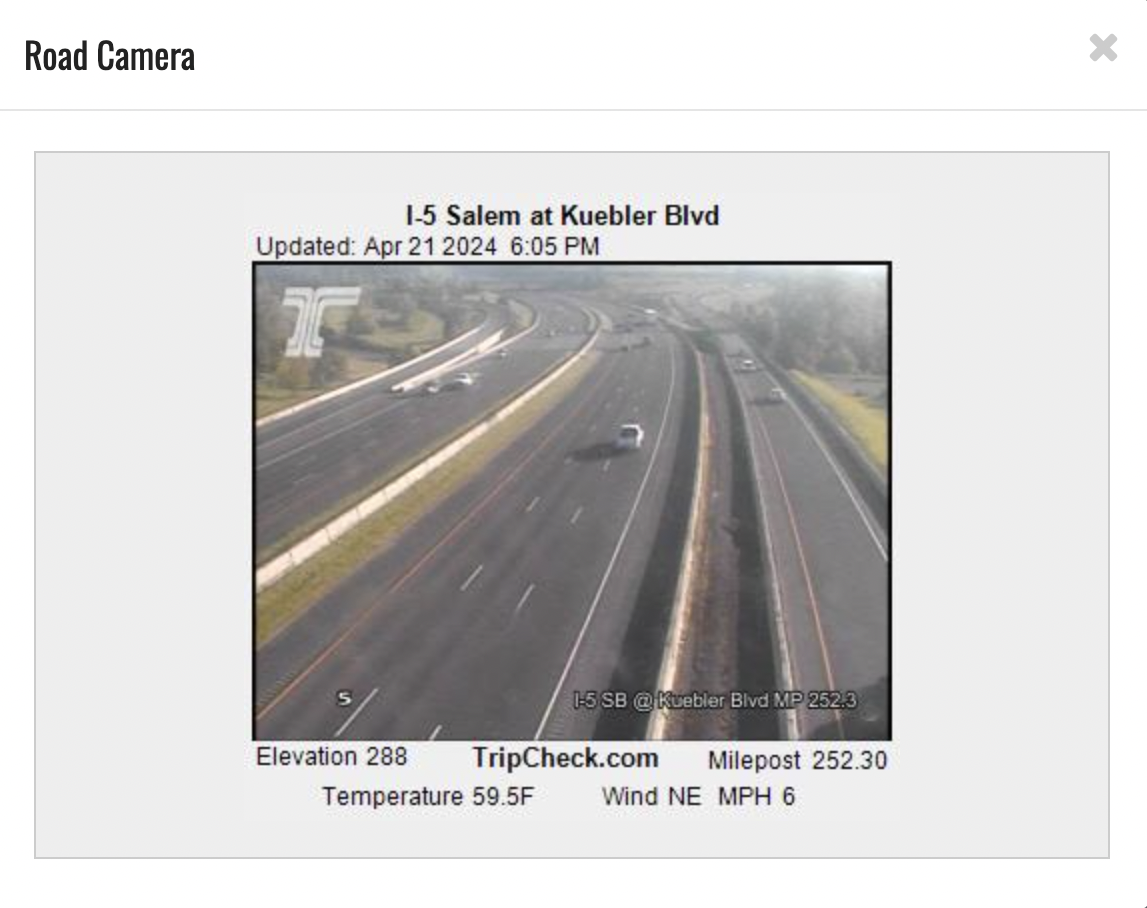 Road Camera
I-5 Salem at Kuebler Blvd
Updated: Apr 21 2024 6:05 PM
S
I-5 SB @ Kuebler Blvd MP 252.3
Elevation 288 TripCheck.com Milepost 252.30
Temperature 59.5F Wind NE MPH 6